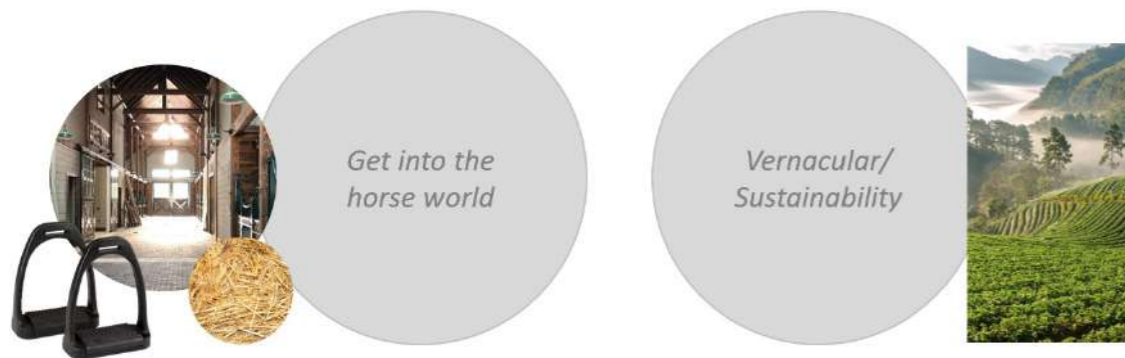 Get into the
horse world
Vernacular/
Sustainability